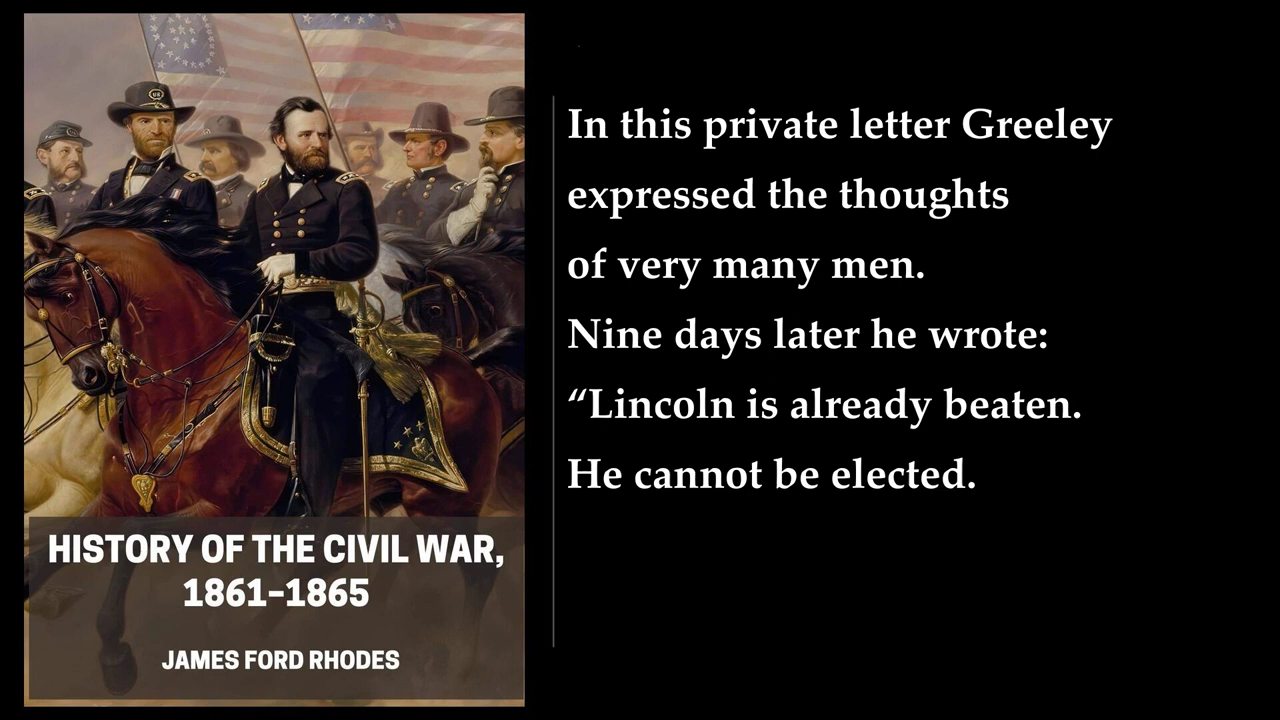 HISTORY OF THE CIVIL WAR,
1861–1865
JAMES FORD RHODES
In this private letter Greeley
expressed the thoughts
of very many men.
Nine days later he wrote:
“Lincoln is already beaten.
He cannot be elected.